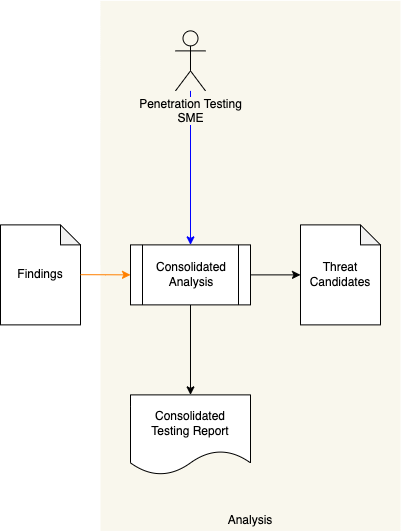 Penetration Testing
SME
Findings
Consolidated
Analysis
Threat
Candidates
Consolidated
Testing Report
Analysis